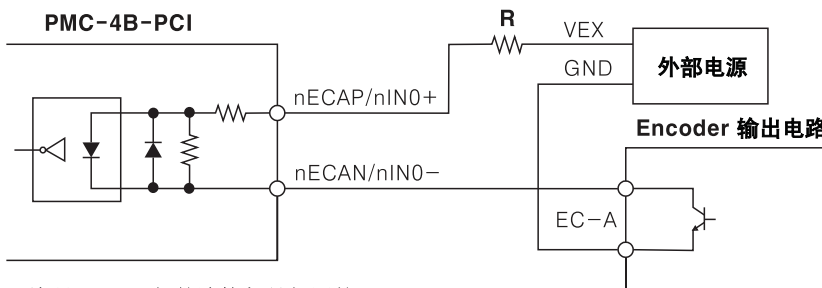 PMC-4B-PCI
R
VEX
GND
外部电源
nECAP/nIN0+
Encoder 输出电路
nECAN/nIN0-
EC-A